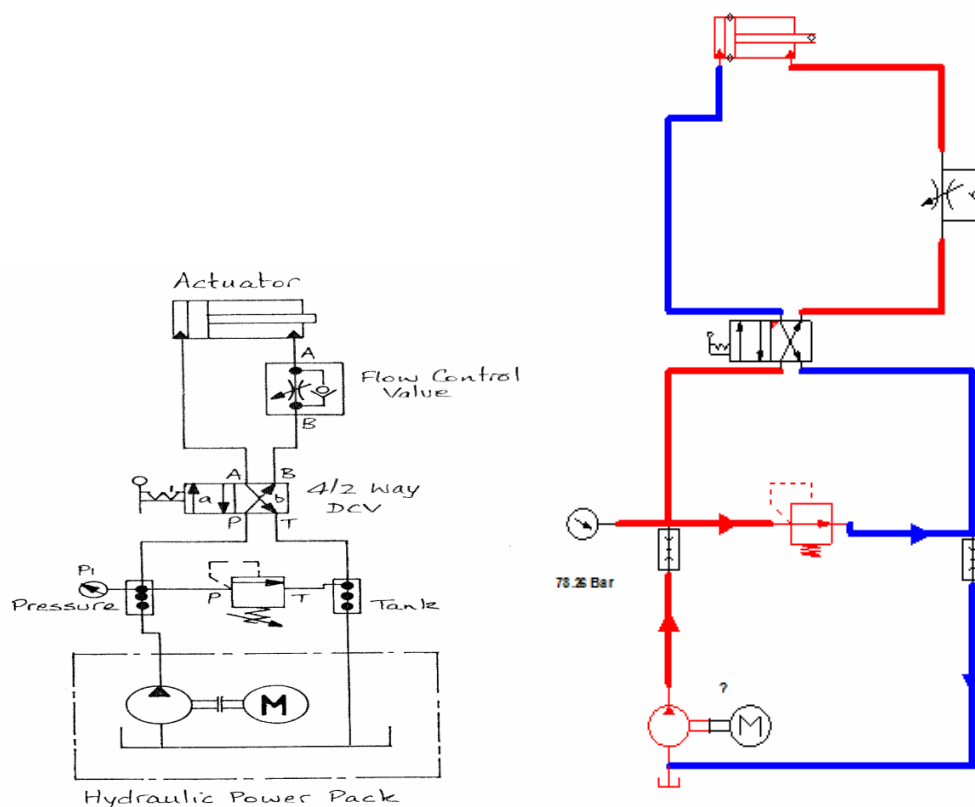 Actuator
A
Flow Control
Value
B
A B
a b
4/2 Way
DCV
P T
P1
Pressure
P T
Tank
M
Hydraulic Power Pack
78.26 Bar
?
M